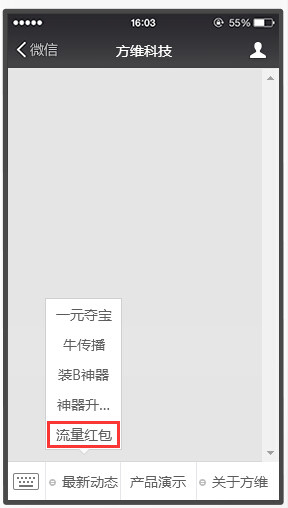 16:03 55%
微信 方维科技
一元夺宝
牛传播
装B神器
神器升...
流量红包
最新动态 产品演示 关于方维